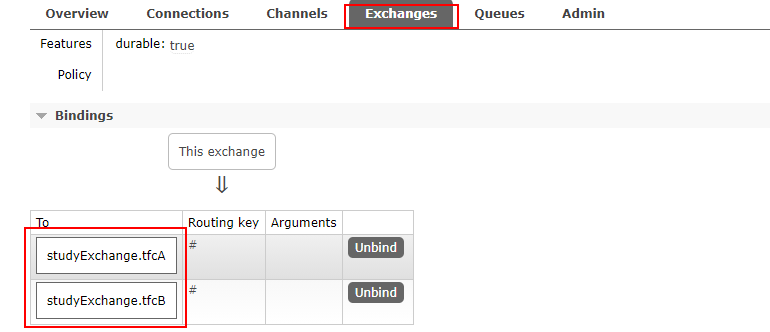 Overview Connections Channels Exchanges Queues Admin
Features durable: true
Policy
Bindings
This exchange
⇓
To Routing key Arguments
studyExchange.tfcA # Unbind
studyExchange.tfcB # Unbind